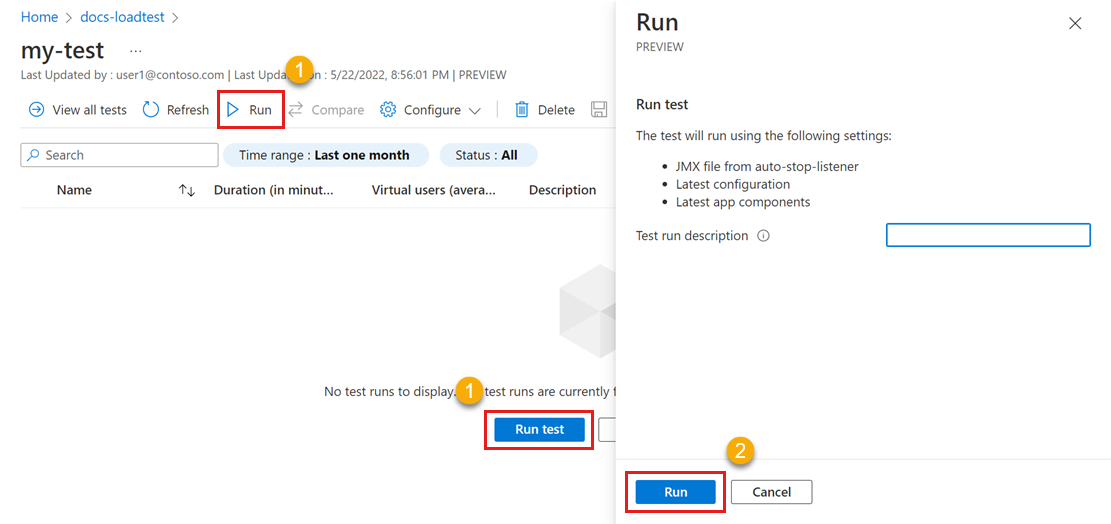 Home > docs-loadtest >
my-test ...
Last Updated by : user1@contoso.com | Last Upda on : 5/22/2022, 8:56:01 PM | PREVIEW
1
View all tests Refresh Run Compare Configure Delete
Search Time range : Last one month Status : All
Name Duration (in minut... Virtual users (avera... Description
No test runs to display. test runs are currently
1
Run test
Run
PREVIEW
Run test
The test will run using the following settings:
• JMX file from auto-stop-listener
• Latest configuration
• Latest app components
Test run description
2
Run Cancel